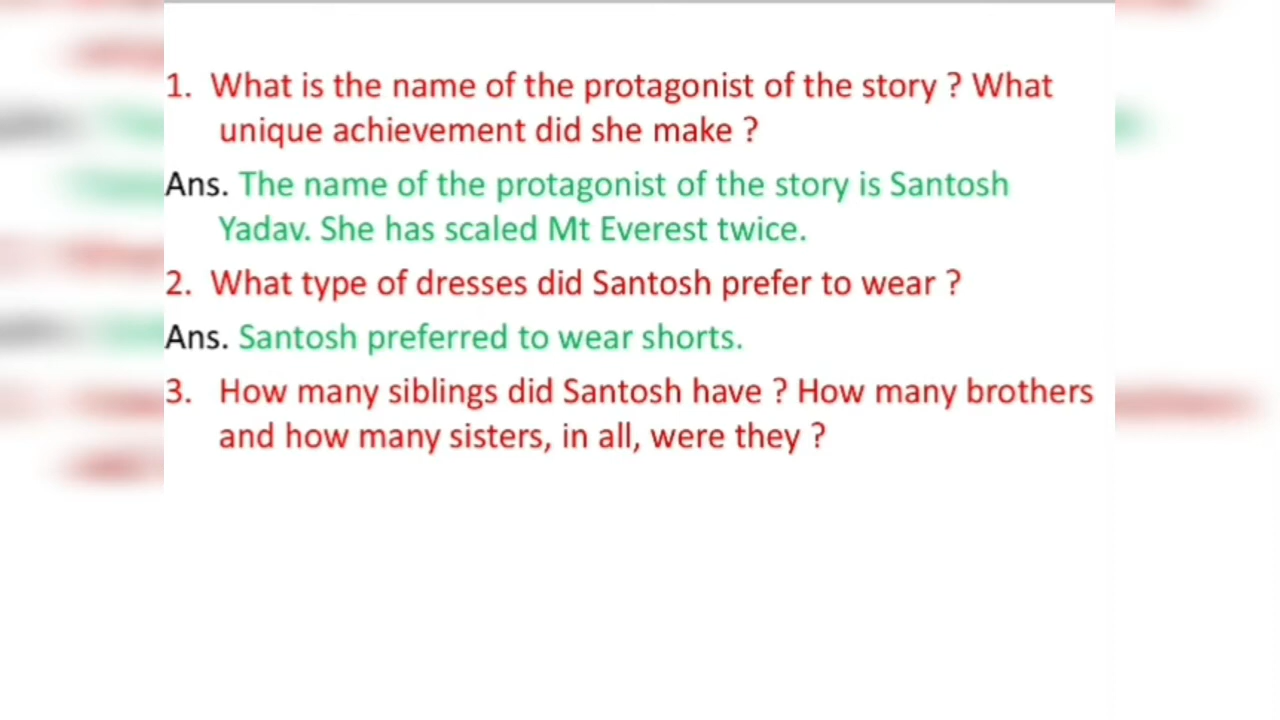 1. What is the name of the protagonist of the story ? What
unique achievement did she make ?
Ans. The name of the protagonist of the story is Santosh
Yadav. She has scaled Mt Everest twice.
2. What type of dresses did Santosh prefer to wear ?
Ans. Santosh preferred to wear shorts.
3. How many siblings did Santosh have ? How many brothers
and how many sisters, in all, were they ?